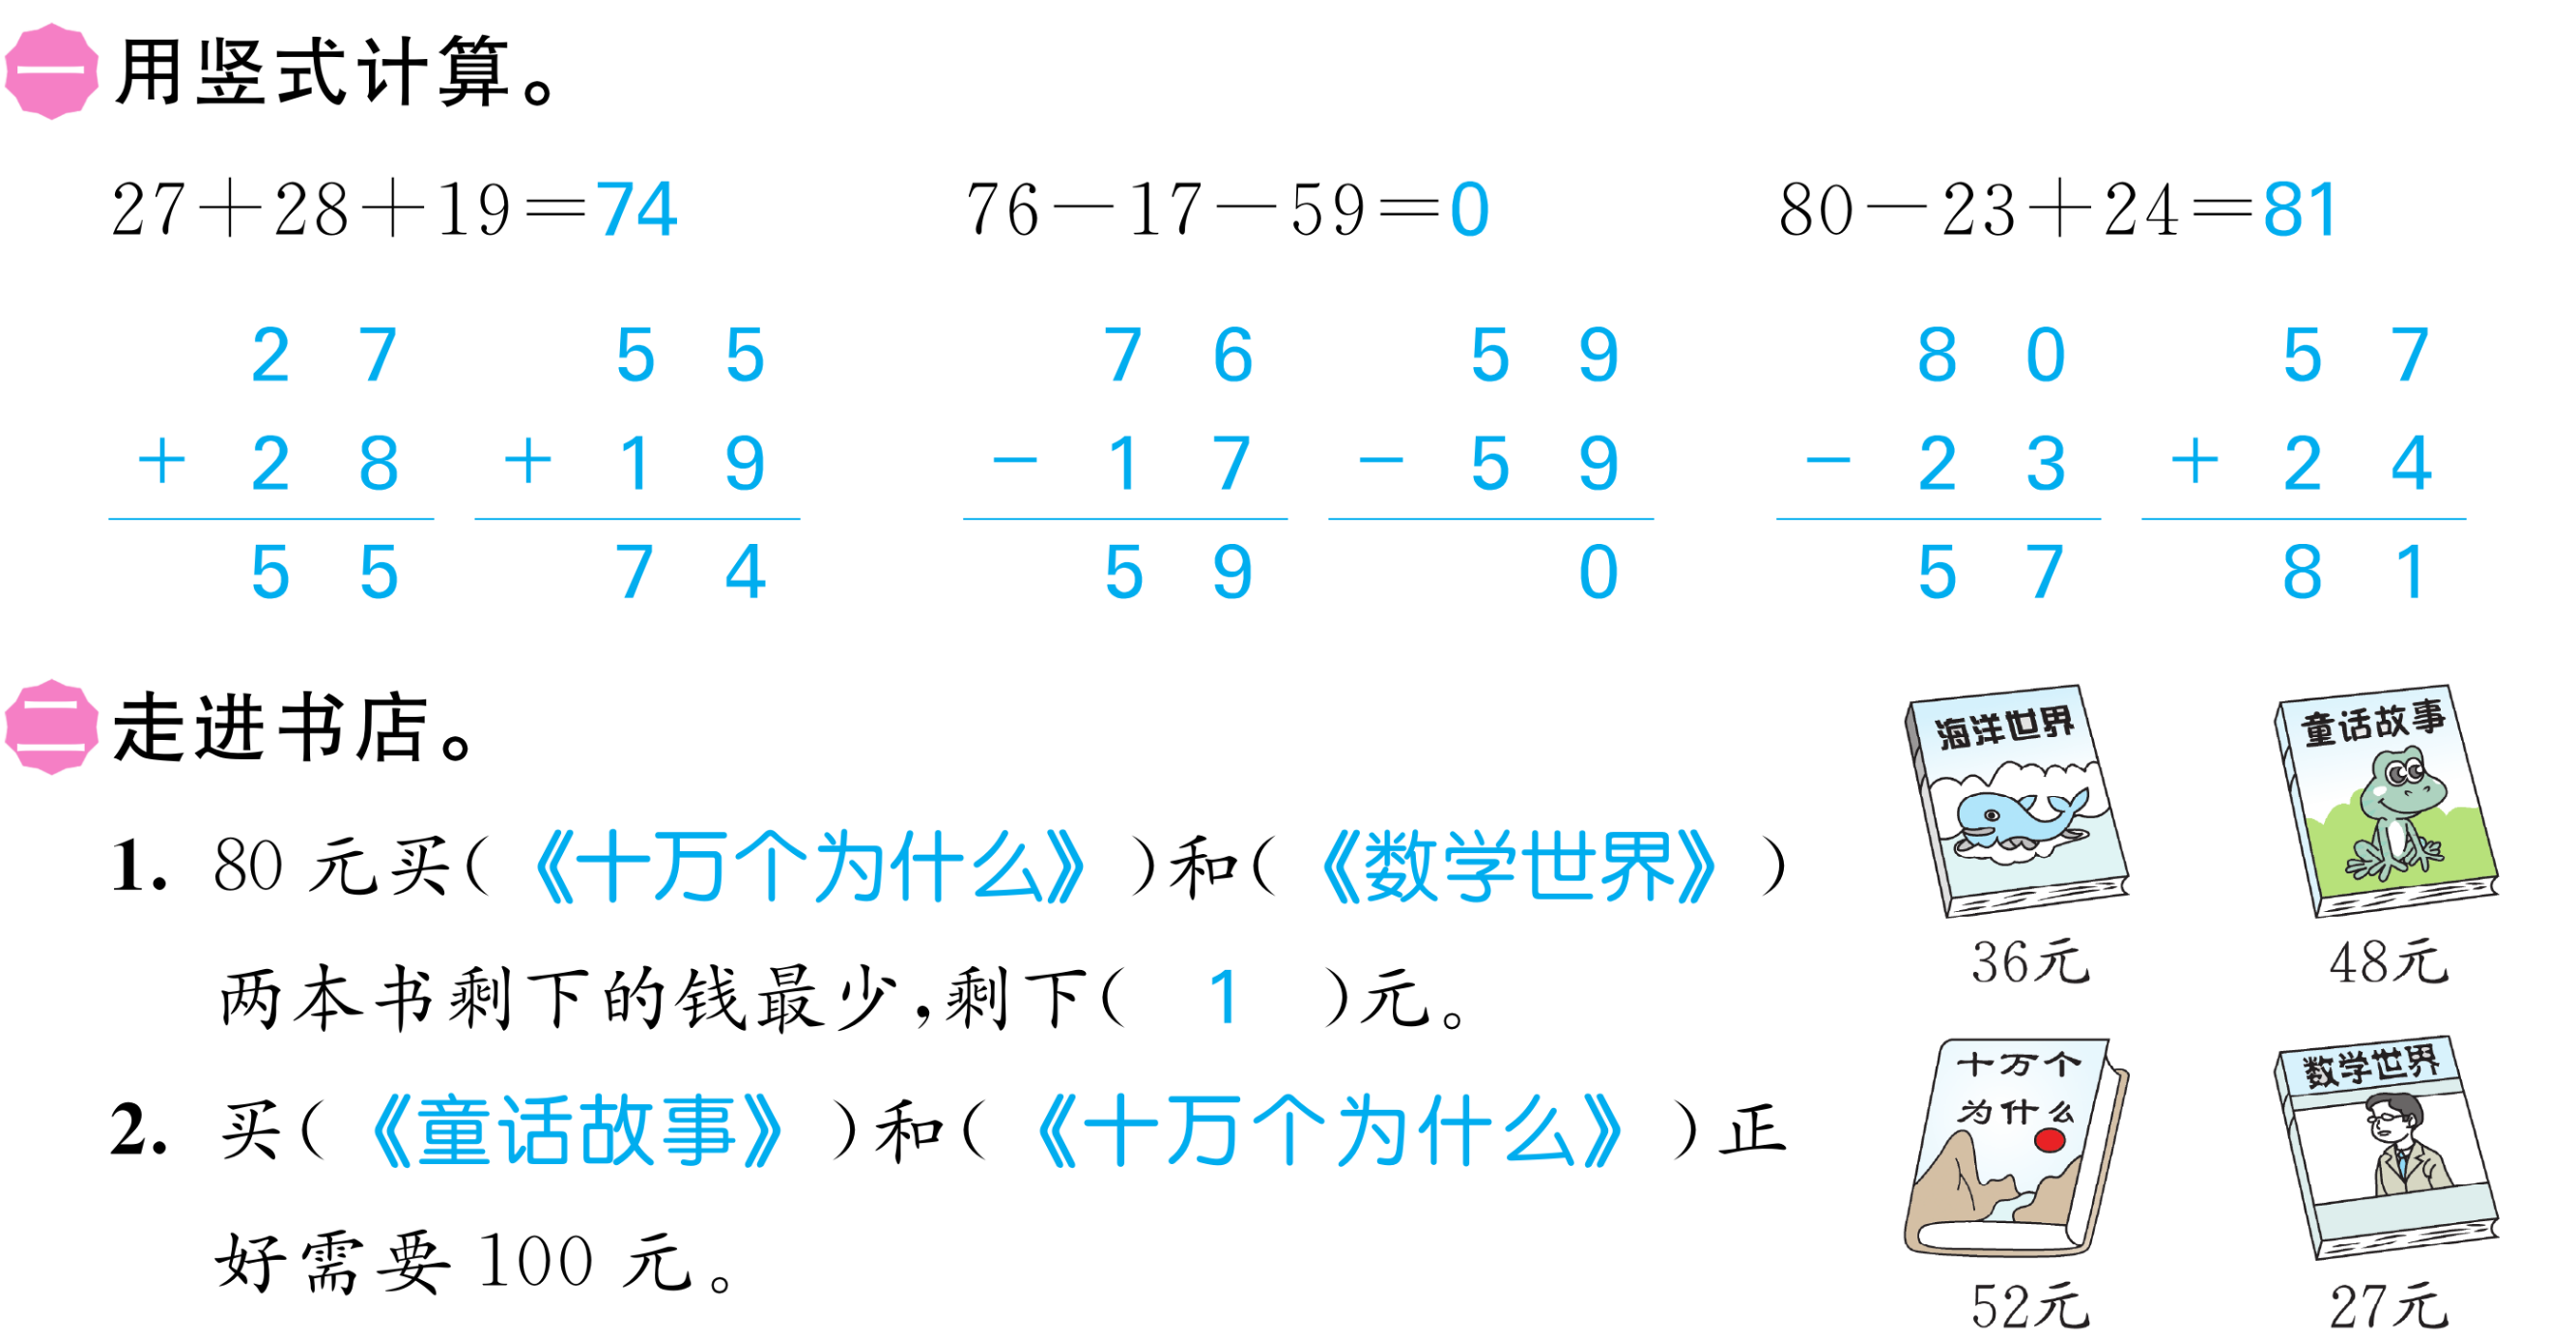 一 用竖式计算。
27+28+19=74 76-17-59=0 80-23+24=81
2 7 5 5 7 6 5 9 8 0 5 7
+ 2 8 + 1 9 - 1 7 - 5 9 - 2 3 + 2 4
5 5 7 4 5 9 0 5 7 8 1
二 走进书店。
1. 80元买(《十万个为什么》)和(《数学世界》)
两本书剩下的钱最少,剩下( 1 )元。
2. 买(《童话故事》)和(《十万个为什么》)正
好需要100元。
海洋世界
童话故事
36元
48元
十万个
为什么
数学世界
52元
27元